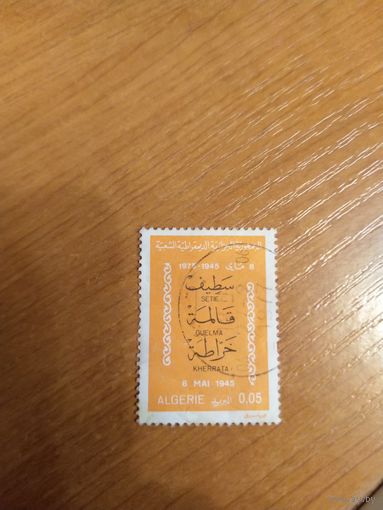 الجمهورية الجزائرية الديمقراطية الشعبية
8 ماي 1945-1975
سطيف
SETIF
قالمة
GUELMA
خراطة
KHERRATA
8 MAI 1945
ALGERIE البريد 0.05